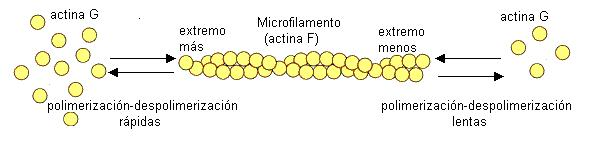 actina G
extremo
más
Microfilamento
(actina F)
extremo
menos
actina G
polimerización-despolimerización
rápidas
polimerización-despolimerización
lentas